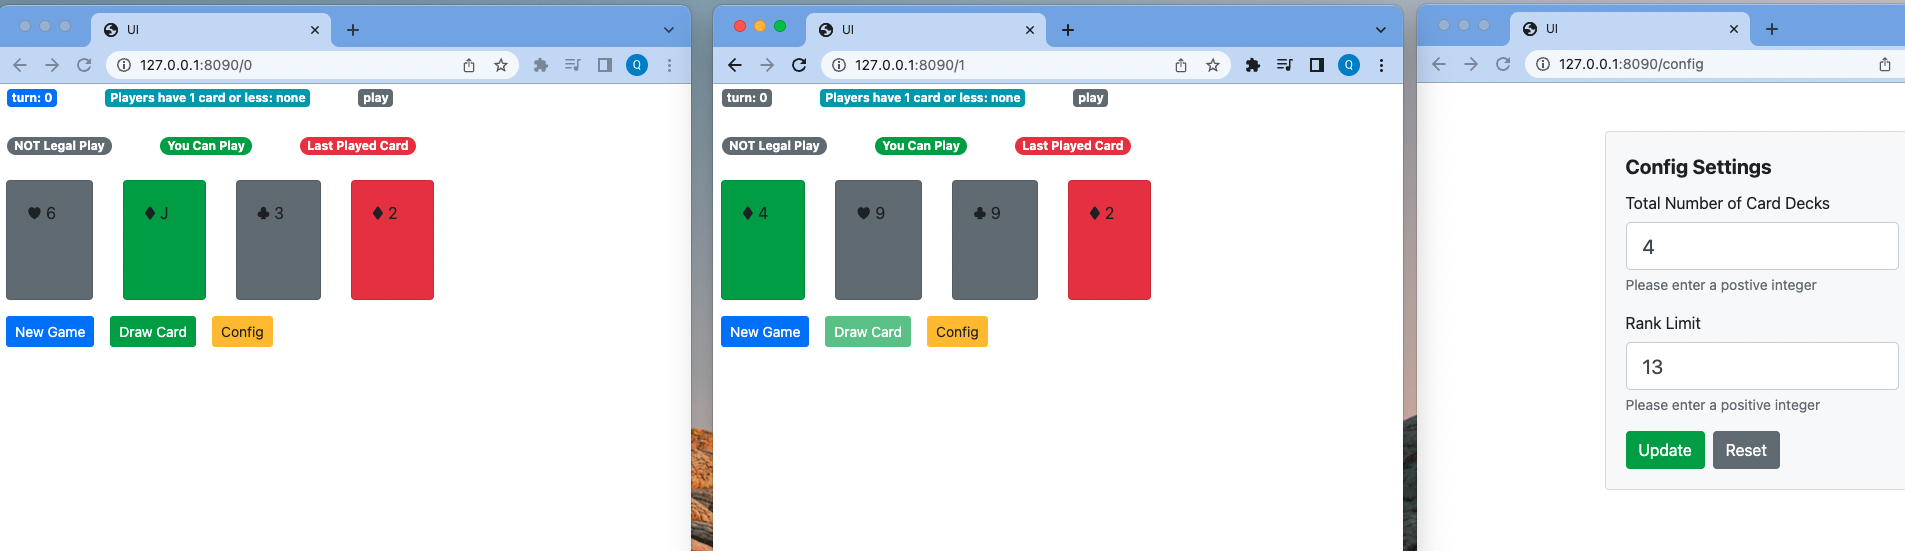 UI
127.0.0.1:8090/0
Q
turn: 0 Players have 1 card or less: none play
NOT Legal Play You Can Play Last Played Card
♥ 6 ♦ J ♣ 3 ♦ 2
New Game Draw Card Config
UI
127.0.0.1:8090/1
Q
turn: 0 Players have 1 card or less: none play
NOT Legal Play You Can Play Last Played Card
♦ 4 ♥ 9 ♣ 9 ♦ 2
New Game Draw Card Config
UI
127.0.0.1:8090/config
Config Settings
Total Number of Card Decks
4
Please enter a postive integer
Rank Limit
13
Please enter a positive integer
Update Reset